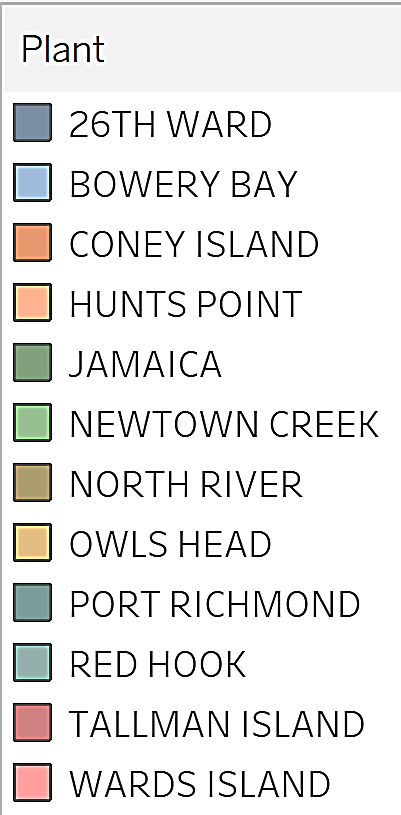 Plant
26TH WARD
BOWERY BAY
CONEY ISLAND
HUNTS POINT
JAMAICA
NEWTOWN CREEK
NORTH RIVER
OWLS HEAD
PORT RICHMOND
RED HOOK
TALLMAN ISLAND
WARDS ISLAND